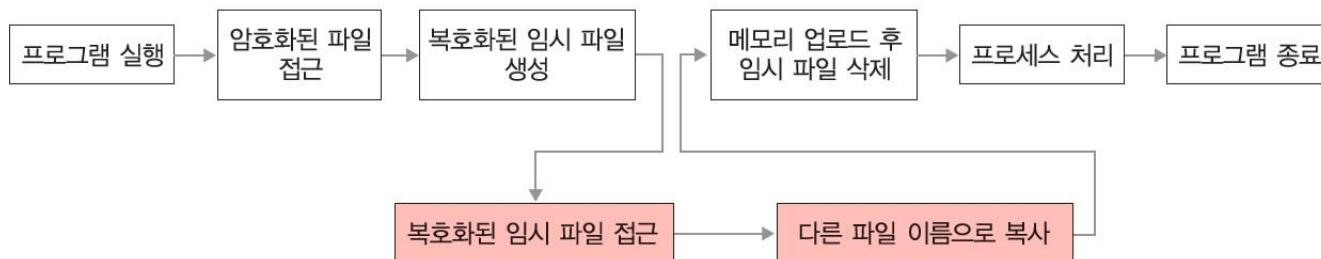 프로그램 실행
암호화된 파일
접근
복호화된 임시 파일
생성
메모리 업로드 후
임시 파일 삭제
프로세스 처리
프로그램 종료
복호화된 임시 파일 접근
다른 파일 이름으로 복사